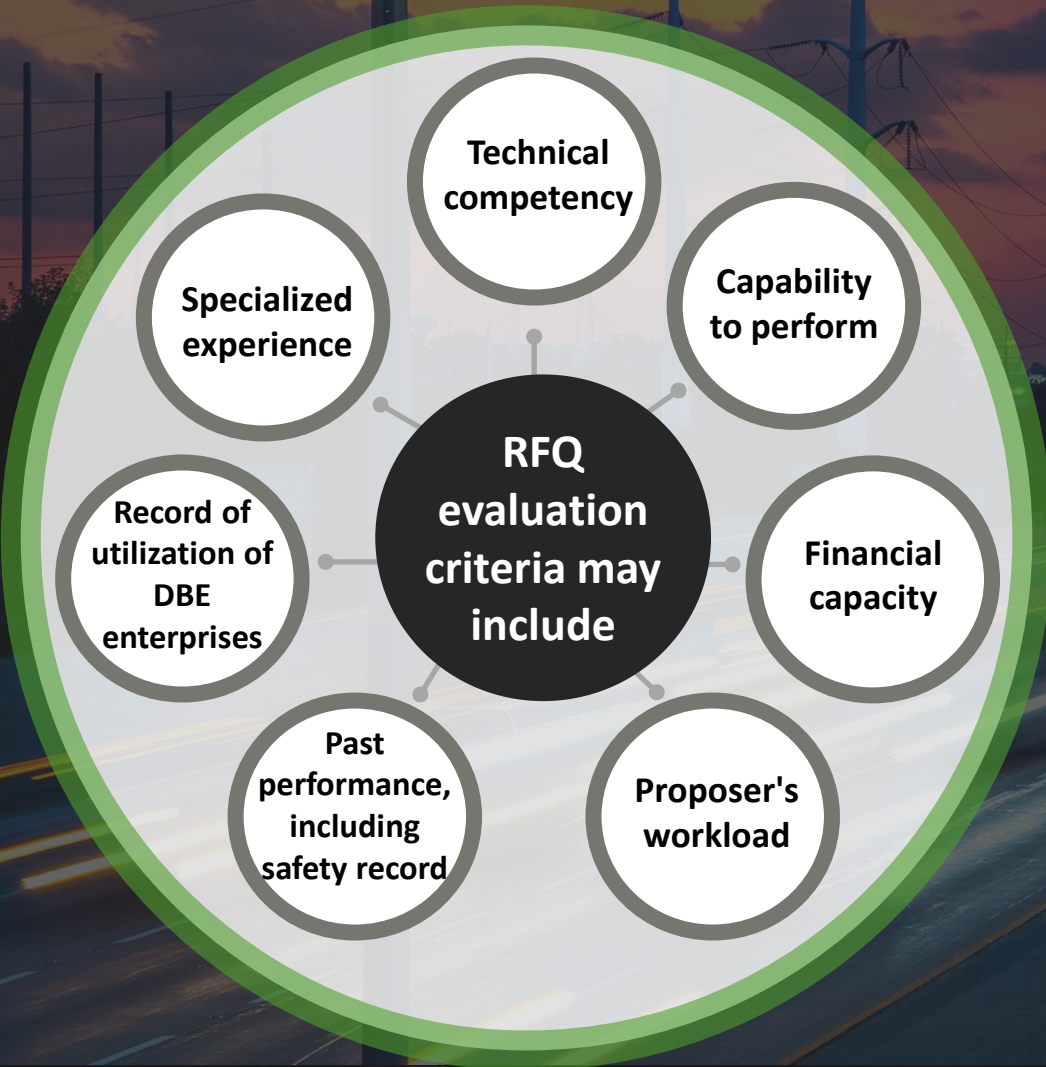 RFQ
evaluation
criteria may
include
Technical
competency
Capability
to perform
Financial
capacity
Proposer's
workload
Past
performance,
including
safety record
Record of
utilization of
DBE
enterprises
Specialized
experience